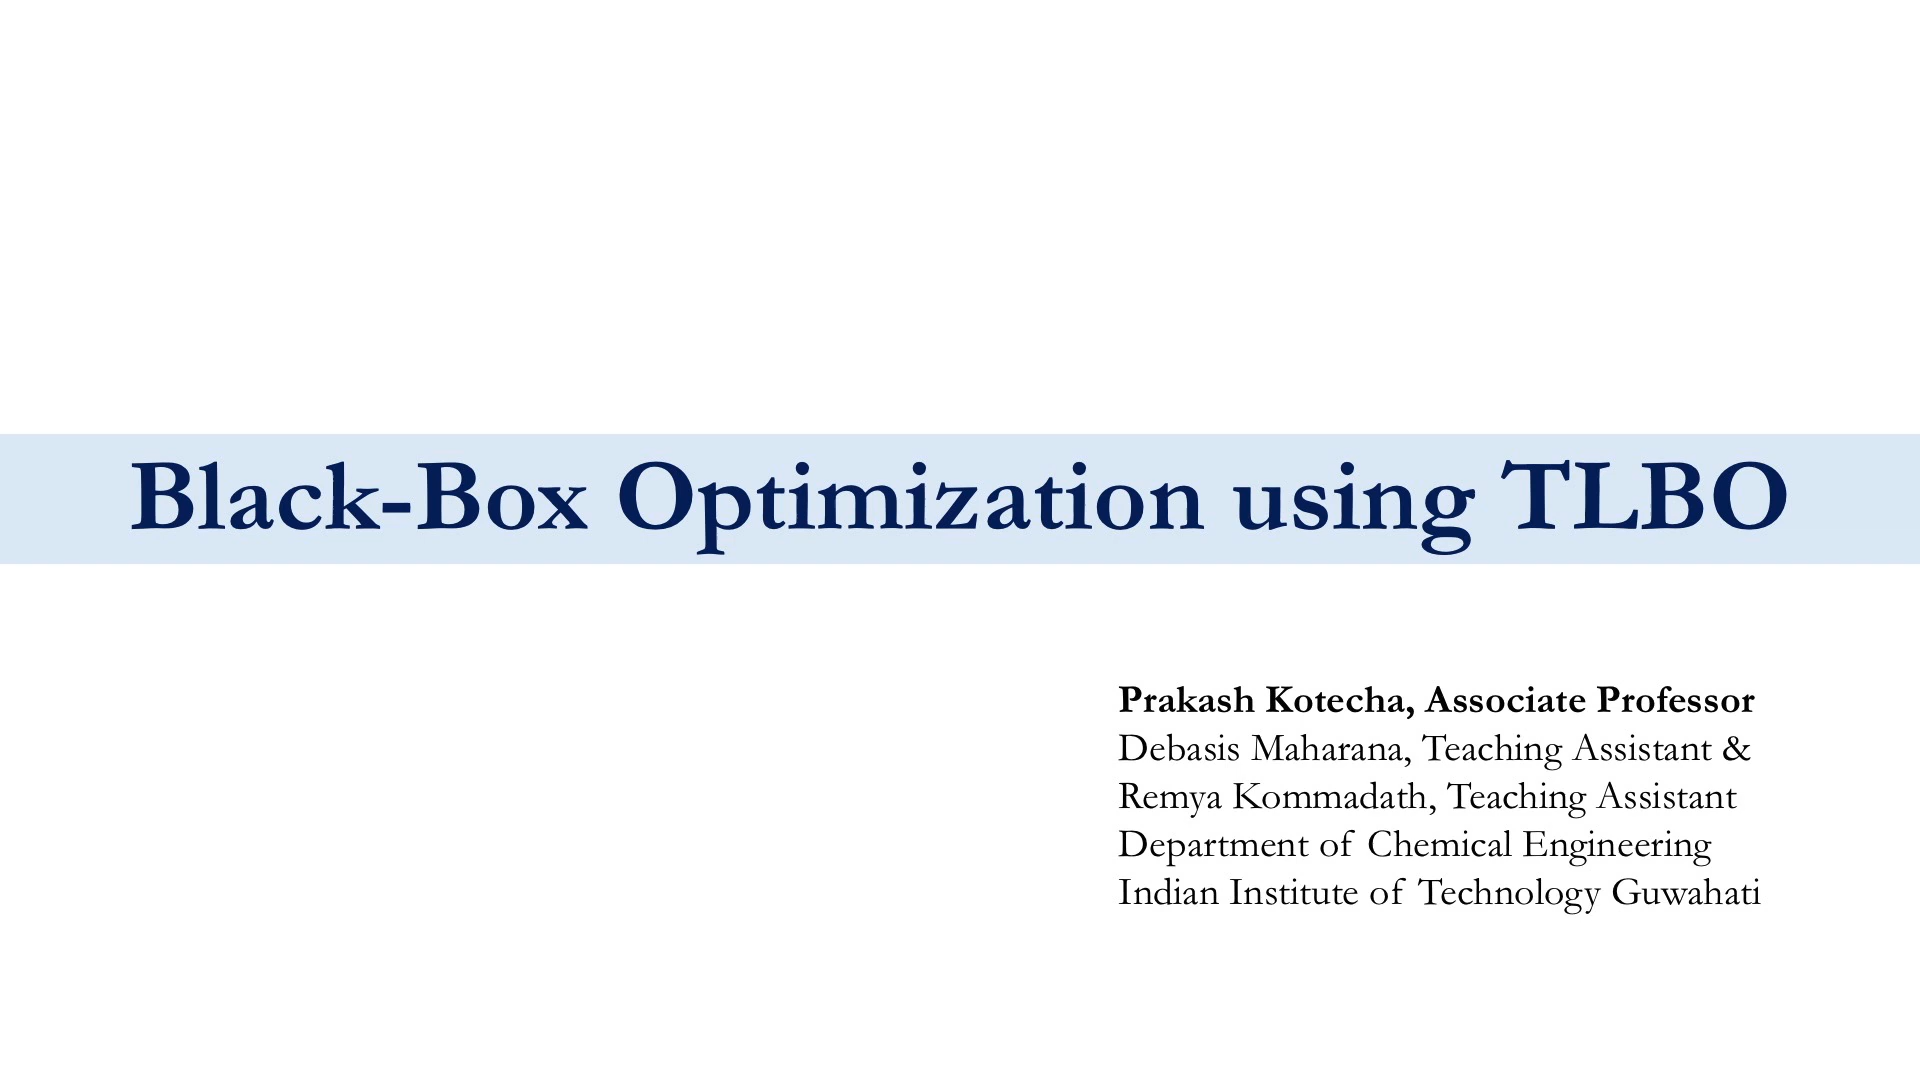 Black-Box Optimization using TLBO
Prakash Kotecha, Associate Professor
Debasis Maharana, Teaching Assistant &
Remya Kommadath, Teaching Assistant
Department of Chemical Engineering
Indian Institute of Technology Guwahati